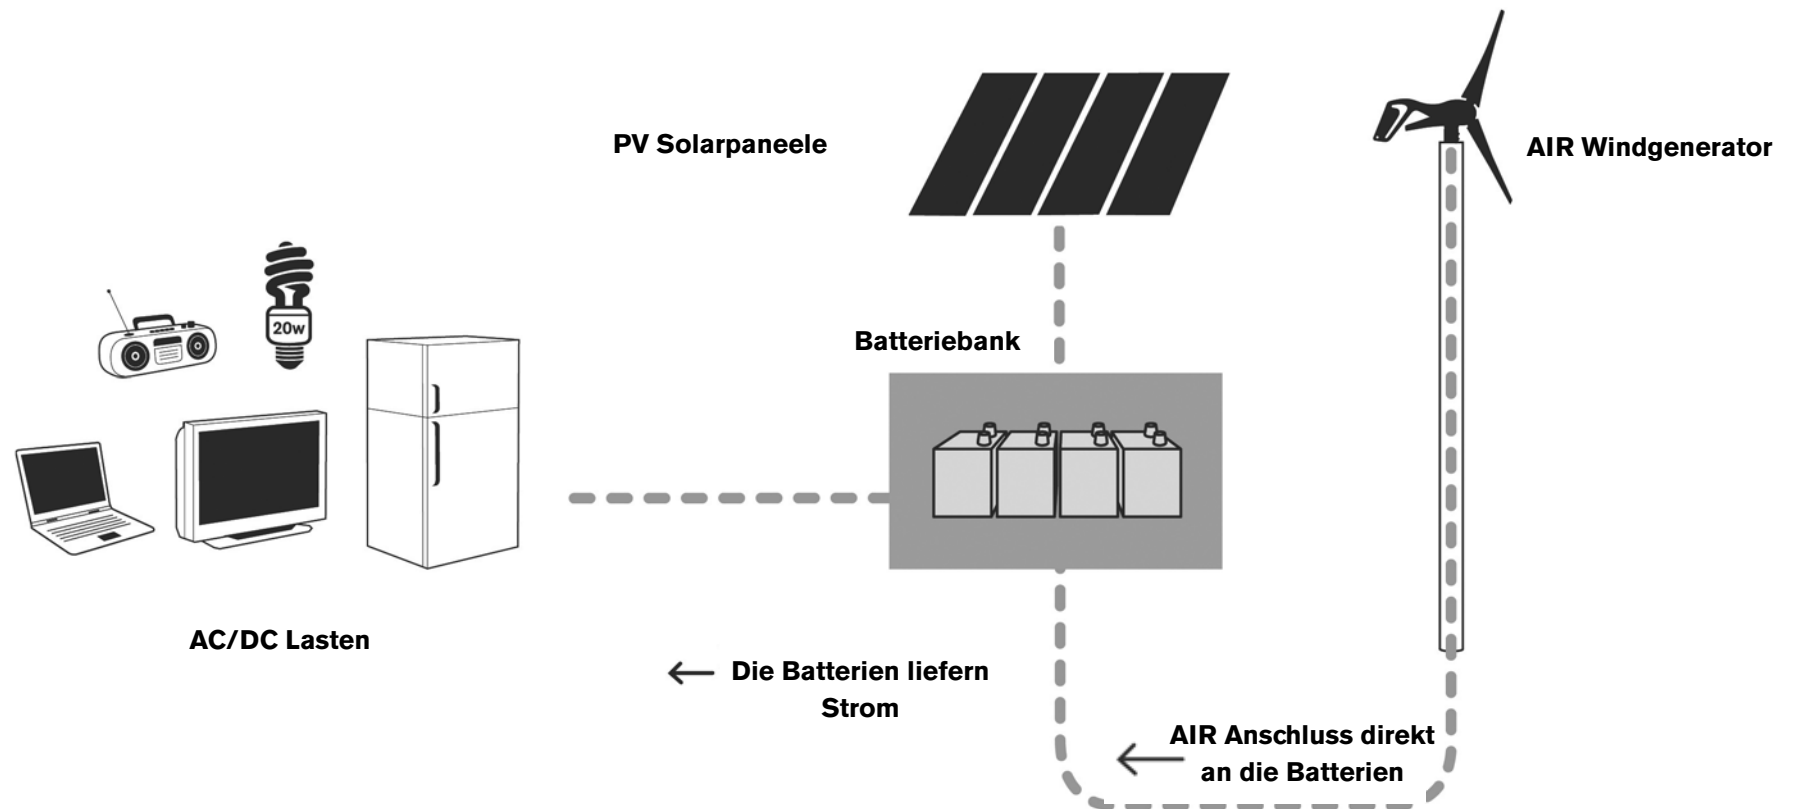 PV Solarpaneele
AIR Windgenerator
20w
Batteriebank
AC/DC Lasten
Die Batterien liefern
Strom
AIR Anschluss direkt
an die Batterien